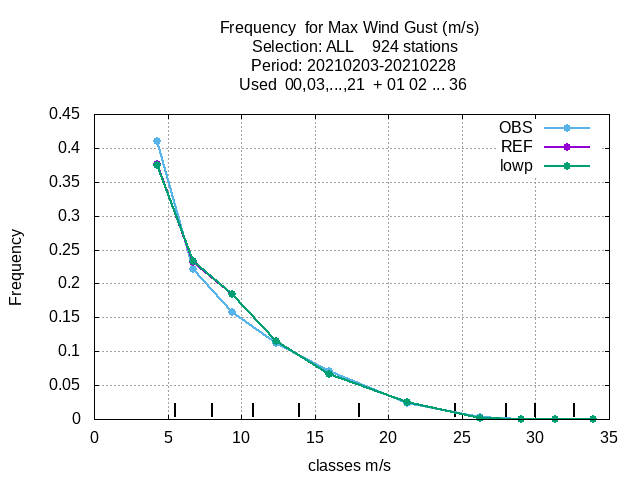 Frequency  for Max Wind Gust (m/s)
Selection: ALL    924 stations
Period: 20210203-20210228
Used  00,03,...,21  + 01 02 ... 36
OBS
REF
lowp
0.45
0.4
0.35
0.3
0.25
0.2
0.15
0.1
0.05
0
Frequency
0 5 10 15 20 25 30 35
classes m/s